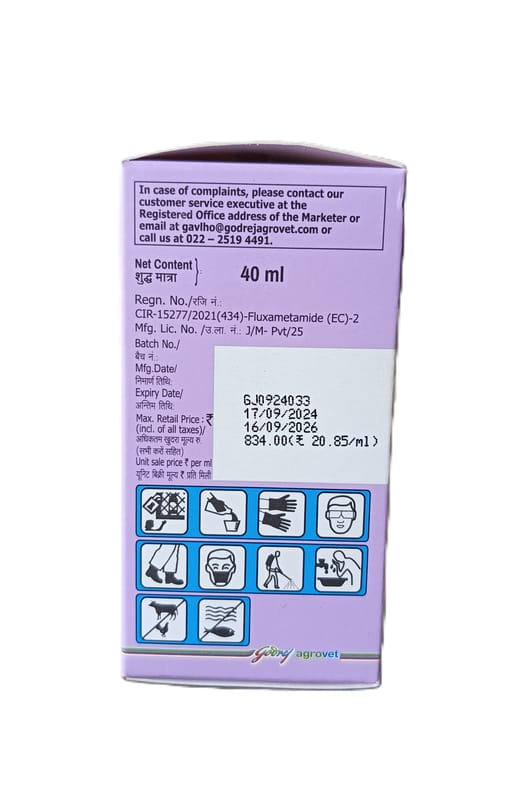 In case of complaints, please contact our
customer service executive at the
Registered Office address of the Marketer or
email at gavlho@godrejagrovet.com or
call us at 022 – 2519 4491.
Net Content
शुद्ध मात्रा
}:
40 ml
Regn. No./रजि नं.:
CIR-15277/2021(434)-Fluxametamide (EC)-2
Mfg. Lic. No. /उ.ला. नं.: J/M- Pvt/25
Batch No./
बैच नं.:
Mfg.Date/
निमार्ण तिथि:
Expiry Date/
अन्तिम तिथि:
Max. Retail Price : ₹
(incl. of all taxes)/
अधिकतम खुदरा मूल्य रु.
(सभी करों सहित)
Unit sale price ₹ per ml
यूनिट बिक्री मूल्य ₹ प्रति मिली
GJ0924033
17/09/2024
16/09/2026
834.00(₹ 20.85/ml)
Godrej agrovet